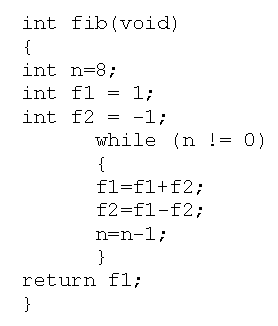 int fib(void)
{
int n=8;
int f1 = 1;
int f2 = -1;
while (n != 0)
{
f1=f1+f2;
f2=f1-f2;
n=n-1;
}
return f1;
}